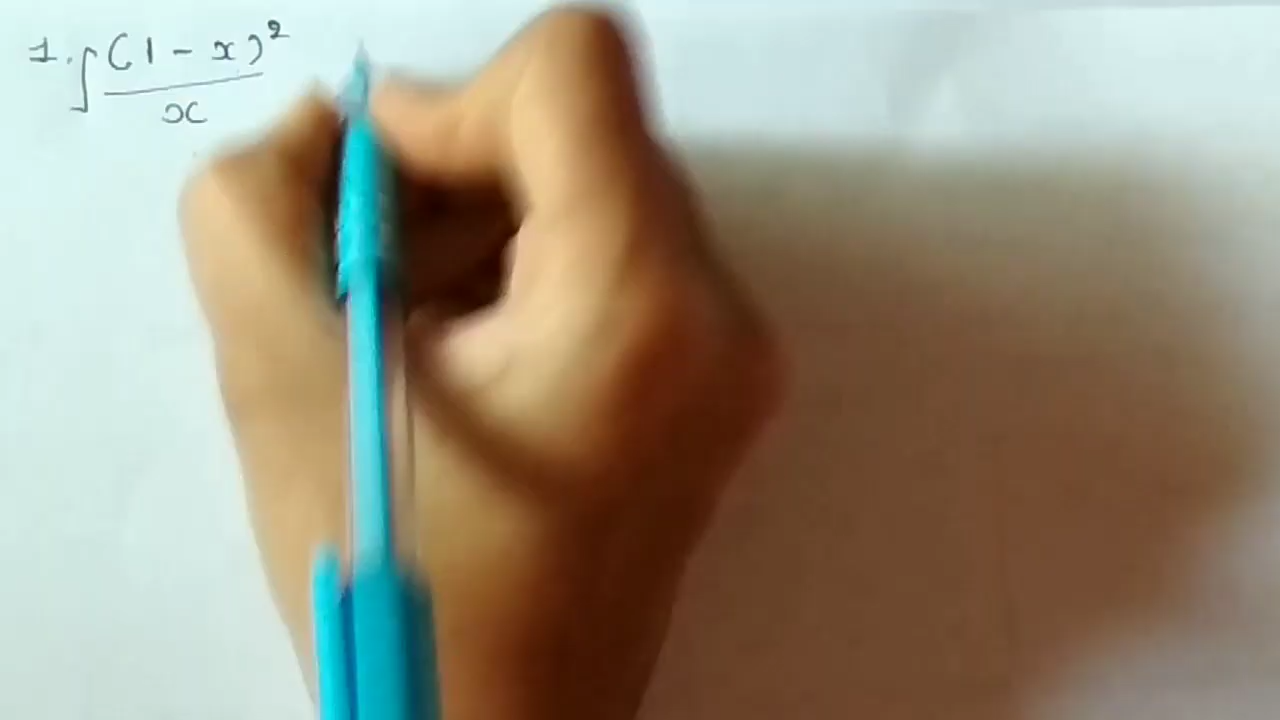 1. ∫ (1 - x)²
x